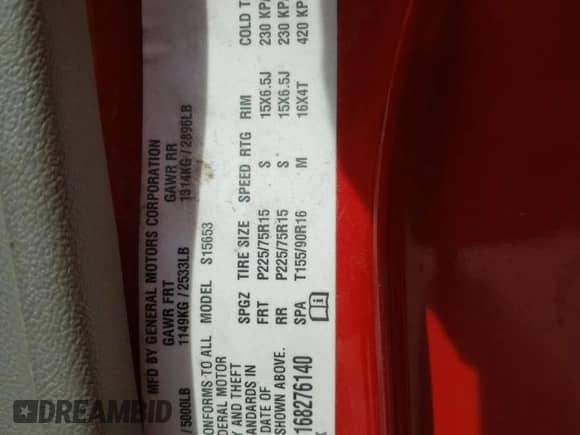 MFD BY GENERAL MOTORS CORPORATION
GAWR FRT GAWR RR
/ 5000LB 1149KG / 2533LB 1314KG / 2896LB
ONFORMS TO ALL MODEL S15653
DERAL MOTOR
Y AND THEFT SPGZ TIRE SIZE SPEED RTG RIM COLD T
ANDARDS IN FRT P225/75R15 S 15X6.5J 230 KP
DATE OF RR P225/75R15 S 15X6.5J 230 KP
SHOWN ABOVE. SPA T155/90R16 M 16X4T 420 KP
168276140
DREAMBID